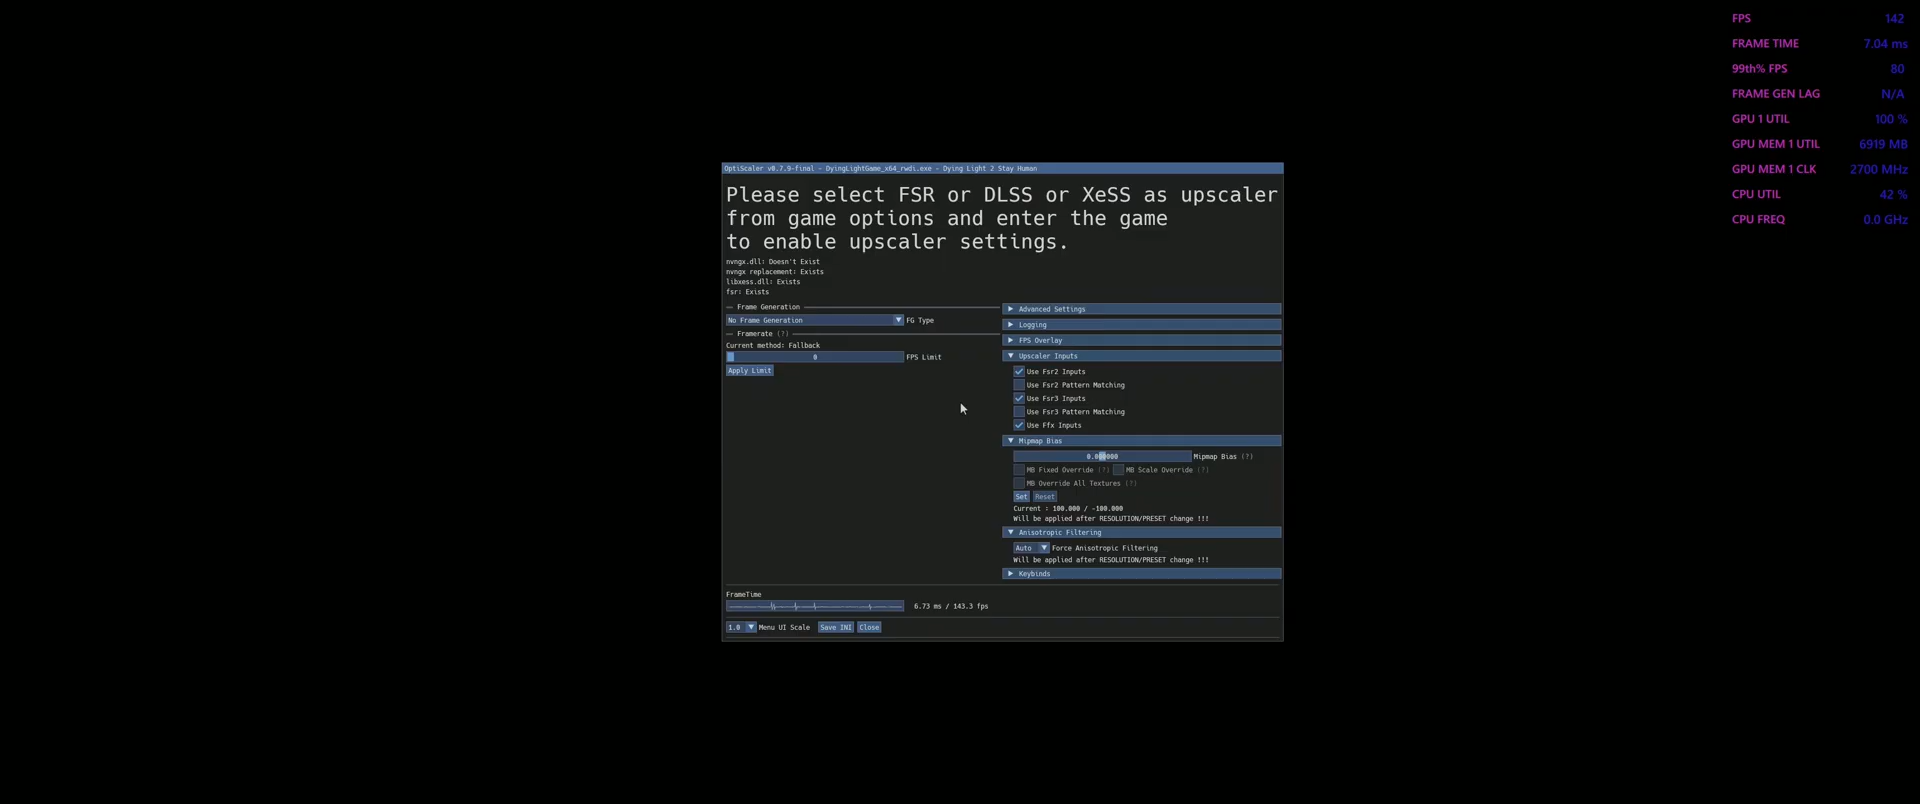 FPS 142
FRAME TIME 7.04 ms
99th% FPS 80
FRAME GEN LAG N/A
GPU 1 UTIL 100 %
GPU MEM 1 UTIL 6919 MB
GPU MEM 1 CLK 2700 MHz
CPU UTIL 42 %
CPU FREQ 0.0 GHz
OptiScaler v0.7.9-final - DyingLightGame_x64_rwdi.exe - Dying Light 2 Stay Human
Please select FSR or DLSS or XeSS as upscaler
from game options and enter the game
to enable upscaler settings.
nvngx.dll: Doesn't Exist
nvngx replacement: Exists
libxess.dll: Exists
fsr: Exists
Frame Generation
No Frame Generation FG Type
Framerate (?)
Current method: Fallback
0 FPS Limit
Apply Limit
Advanced Settings
Logging
FPS Overlay
Upscaler Inputs
Use Fsr2 Inputs
Use Fsr2 Pattern Matching
Use Fsr3 Inputs
Use Fsr3 Pattern Matching
Use Ffx Inputs
Mipmap Bias
0.000000 Mipmap Bias (?)
MB Fixed Override (?) MB Scale Override (?)
MB Override All Textures (?)
Set Reset
Current : 100.000 / -100.000
Will be applied after RESOLUTION/PRESET change !!!
Anisotropic Filtering
Auto Force Anisotropic Filtering
Will be applied after RESOLUTION/PRESET change !!!
Keybinds
FrameTime
6.73 ms / 143.3 fps
1.0 Menu UI Scale Save INI Close